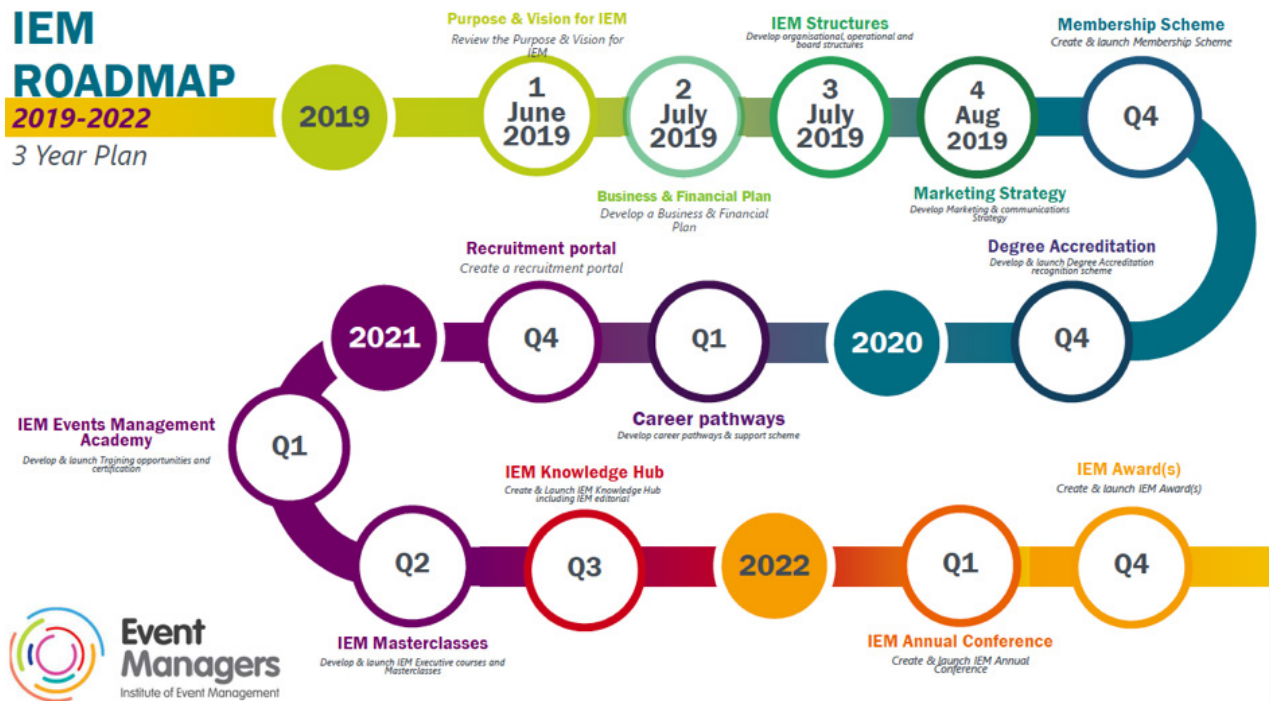 IEM
ROADMAP
2019-2022
3 Year Plan
2019
Purpose & Vision for IEM
Review the Purpose & Vision for
IEM
1
June
2019
2
July
2019
Business & Financial Plan
Develop a Business & Financial
Plan
IEM Structures
Develop organisational, operational and
board structures
3
July
2019
4
Aug
2019
Marketing Strategy
Develop Marketing & communications
Strategy
Membership Scheme
Create & launch Membership Scheme
Q4
Degree Accreditation
Develop & launch Degree Accreditation
recognition scheme
Q4
2020
Q1
Career pathways
Develop career pathways & support scheme
Recruitment portal
Create a recruitment portal
Q4
2021
IEM Events Management
Academy
Develop & launch Training opportunities and
certification
Q1
Q2
IEM Masterclasses
Develop & launch IEM Executive courses and
Masterclasses
IEM Knowledge Hub
Create & Launch IEM Knowledge Hub
including IEM editorial
Q3
2022
Q1
IEM Annual Conference
Create & launch IEM Annual
Conference
IEM Award(s)
Create & launch IEM Award(s)
Q4
Event
Managers
Institute of Event Management